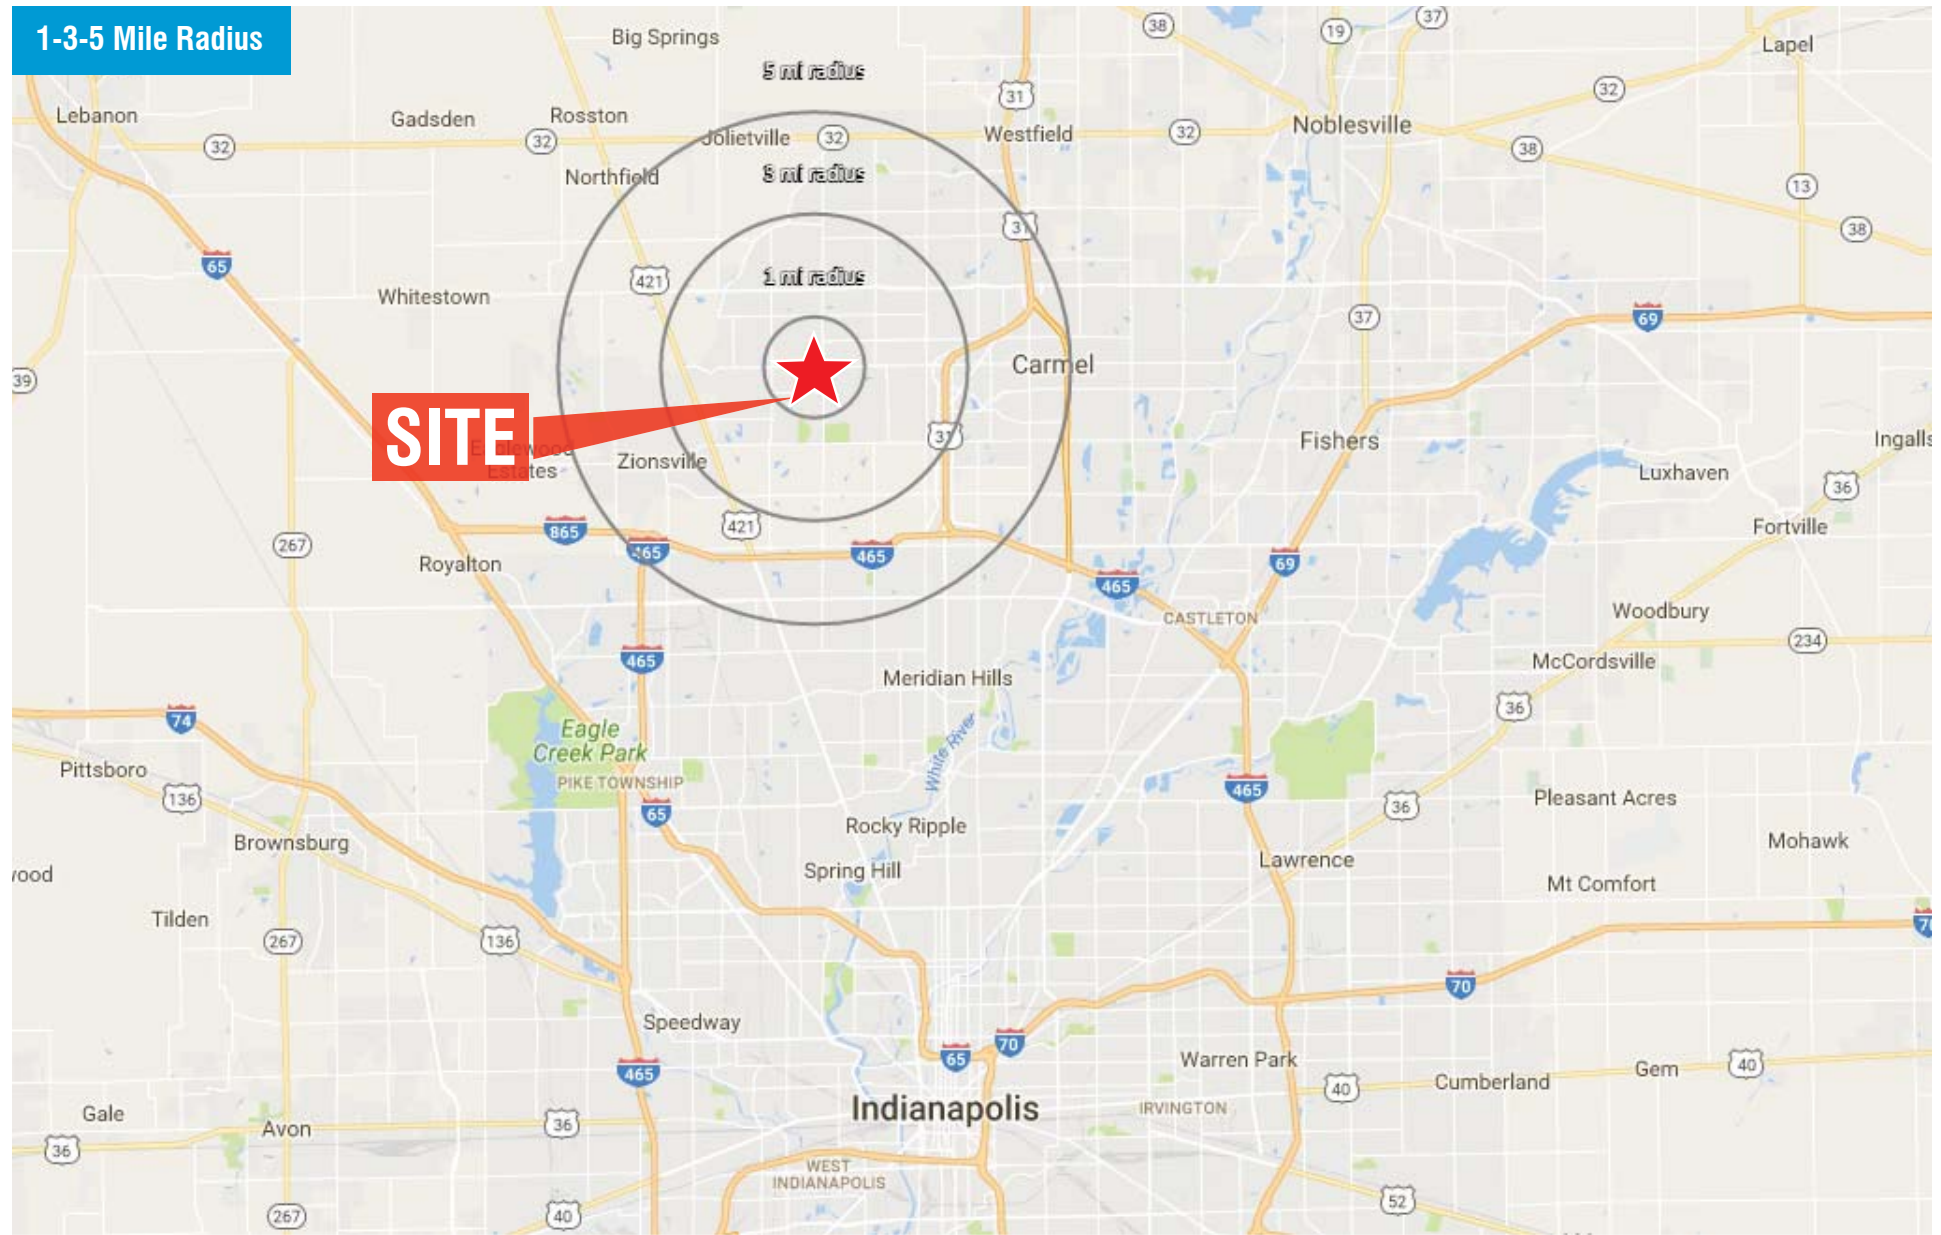 1-3-5 Mile Radius
Big Springs
38
19
37
Lapel
5 mi radius
31
32
Lebanon
Gadsden
Rosston
32
32
Jolietville
32
Westfield
32
Noblesville
38
Northfield
3 mi radius
13
31
38
65
421
1 mi radius
Whitestown
37
69
39
Carmel
SITE
31
Fishers
Ingalls
Eaglewood
Estates
Zionsville
Luxhaven
36
421
Fortville
865
267
465
465
Royalton
69
465
Woodbury
CASTLETON
234
465
McCordsville
Meridian Hills
36
74
Eagle
Creek Park
White River
Pittsboro
PIKE TOWNSHIP
136
465
36
Pleasant Acres
65
Rocky Ripple
Brownsburg
Mohawk
Lawrence
wood
Spring Hill
Mt Comfort
Tilden
267
136
70
70
Speedway
70
65
Warren Park
40
465
Gem
Cumberland
40
Indianapolis
IRVINGTON
Gale
Avon
36
36
WEST
INDIANAPOLIS
267
40
52